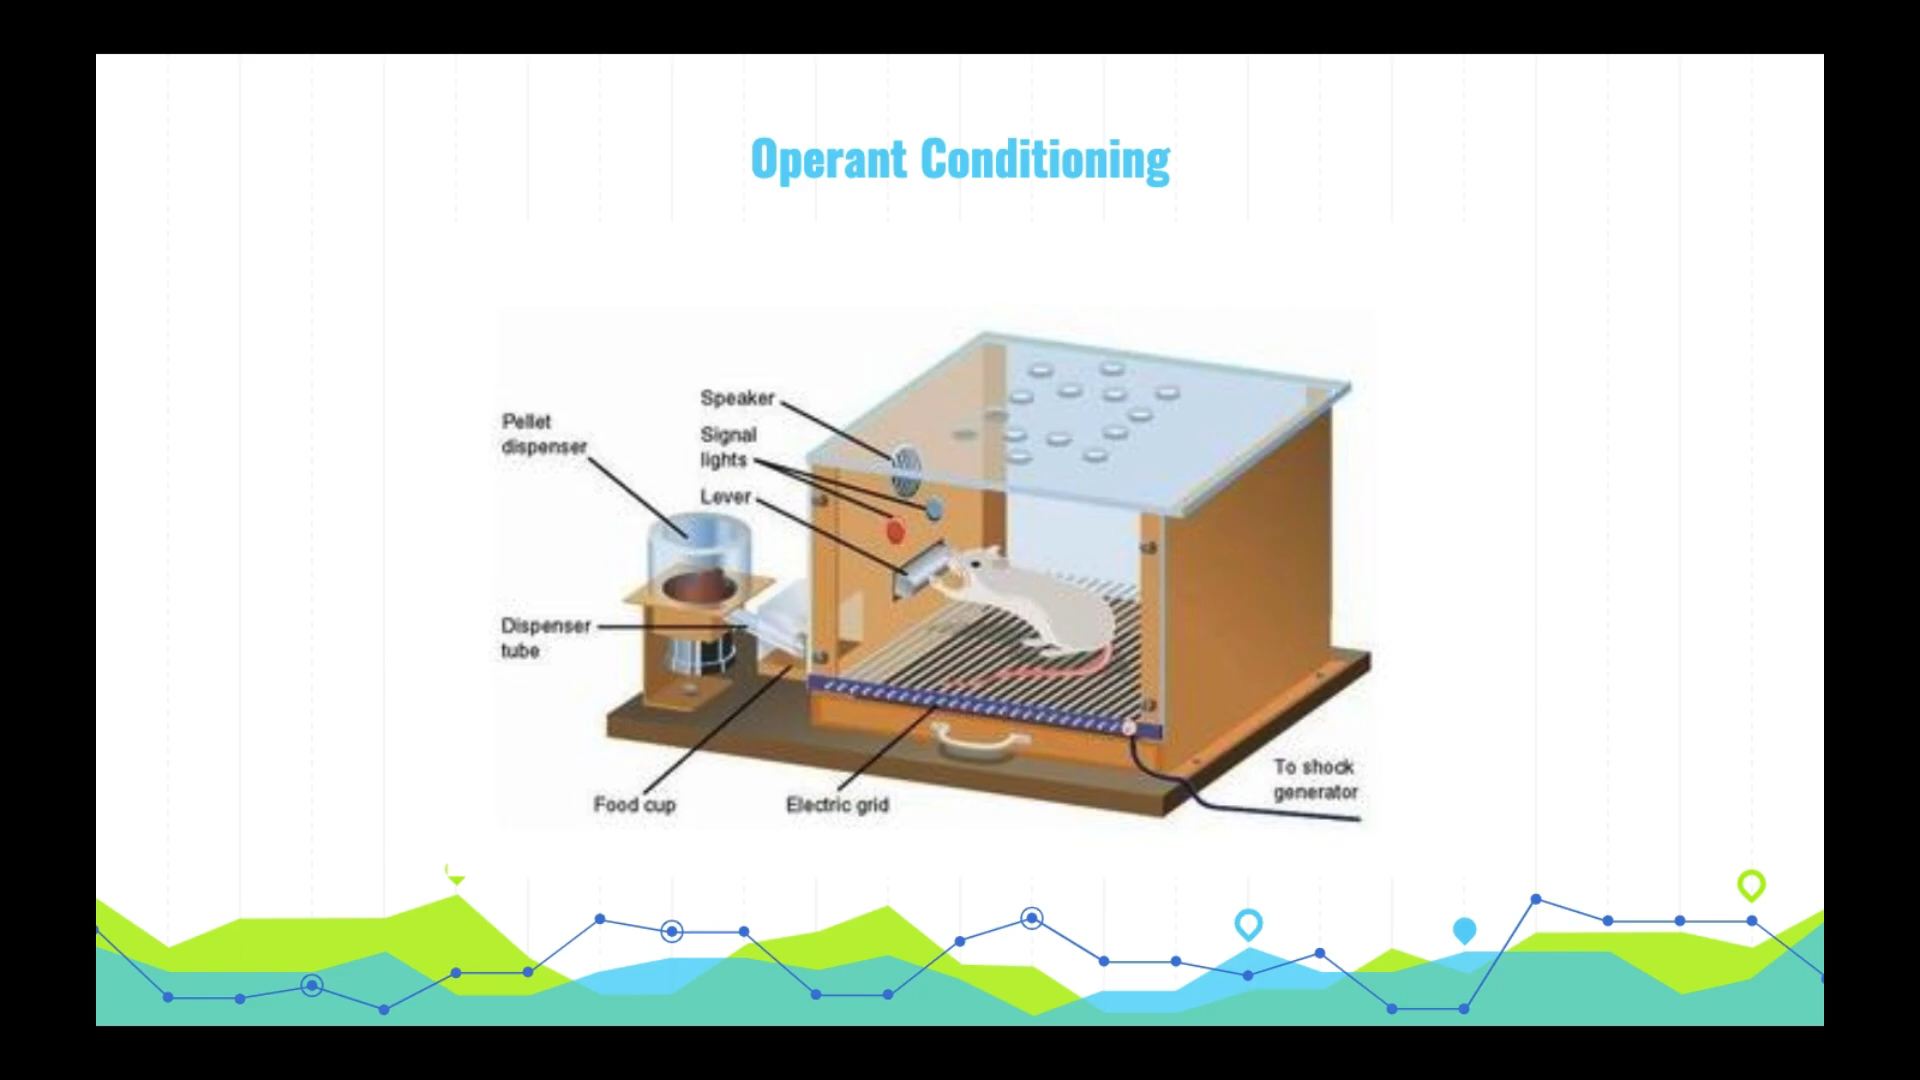 Operant Conditioning
Speaker
Pellet
dispenser
Signal
lights
Lever
Dispenser
tube
Food cup
Electric grid
To shock
generator